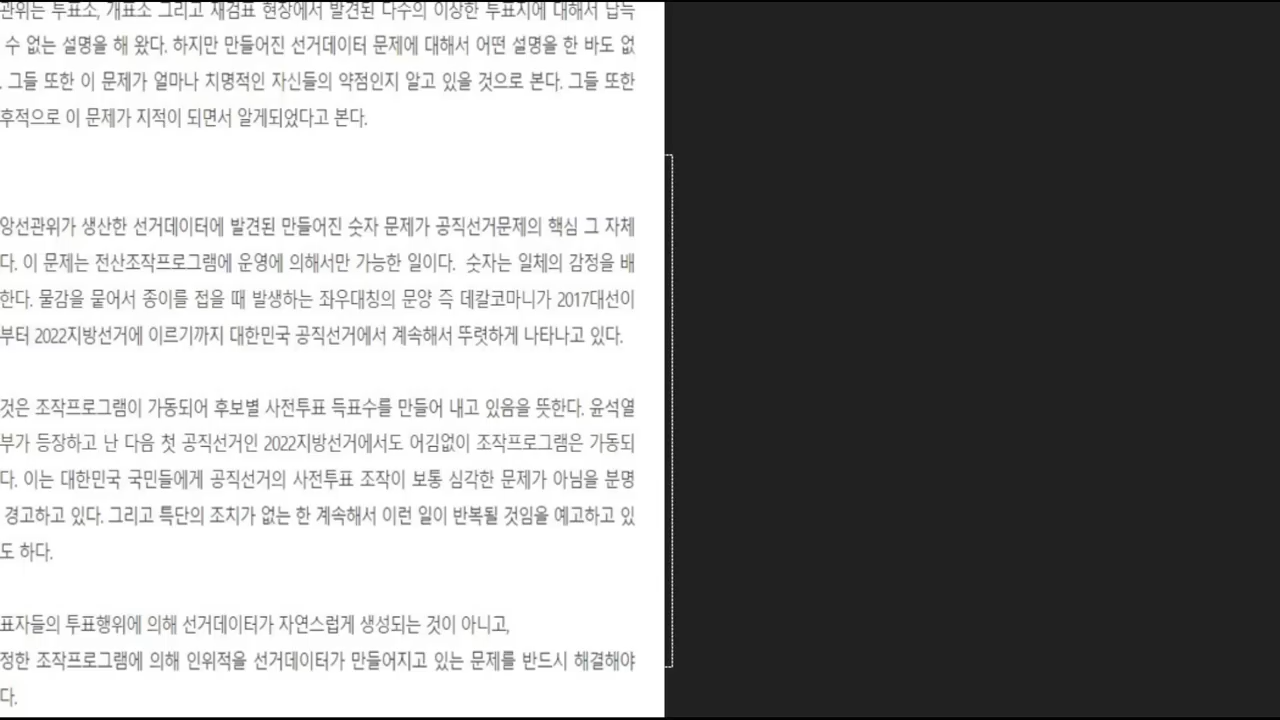 관위는 투표소, 개표소 그리고 재검표 현장에서 발견된 다수의 이상한 투표지에 대해서 납득
수 없는 설명을 해 왔다. 하지만 만들어진 선거데이터 문제에 대해서 어떤 설명을 한 바도 없
. 그들 또한 이 문제가 얼마나 치명적인 자신들의 약점인지 알고 있을 것으로 본다. 그들 또한
후적으로 이 문제가 지적이 되면서 알게되었다고 본다.
앙선관위가 생산한 선거데이터에 발견된 만들어진 숫자 문제가 공직선거문제의 핵심 그 자체
다. 이 문제는 전산조작프로그램에 운영에 의해서만 가능한 일이다. 숫자는 일체의 감정을 배
한다. 물감을 뭍어서 종이를 접을 때 발생하는 좌우대칭의 문양 즉 데칼코마니가 2017대선이
부터 2022지방선거에 이르기까지 대한민국 공직선거에서 계속해서 뚜렷하게 나타나고 있다.
것은 조작프로그램이 가동되어 후보별 사전투표 득표수를 만들어 내고 있음을 뜻한다. 윤석열
부가 등장하고 난 다음 첫 공직선거인 2022지방선거에서도 어김없이 조작프로그램은 가동되
다. 이는 대한민국 국민들에게 공직선거의 사전투표 조작이 보통 심각한 문제가 아님을 분명
경고하고 있다. 그리고 특단의 조치가 없는 한 계속해서 이런 일이 반복될 것임을 예고하고 있
도 하다.
표자들의 투표행위에 의해 선거데이터가 자연스럽게 생성되는 것이 아니고,
정한 조작프로그램에 의해 인위적을 선거데이터가 만들어지고 있는 문제를 반드시 해결해야
다.